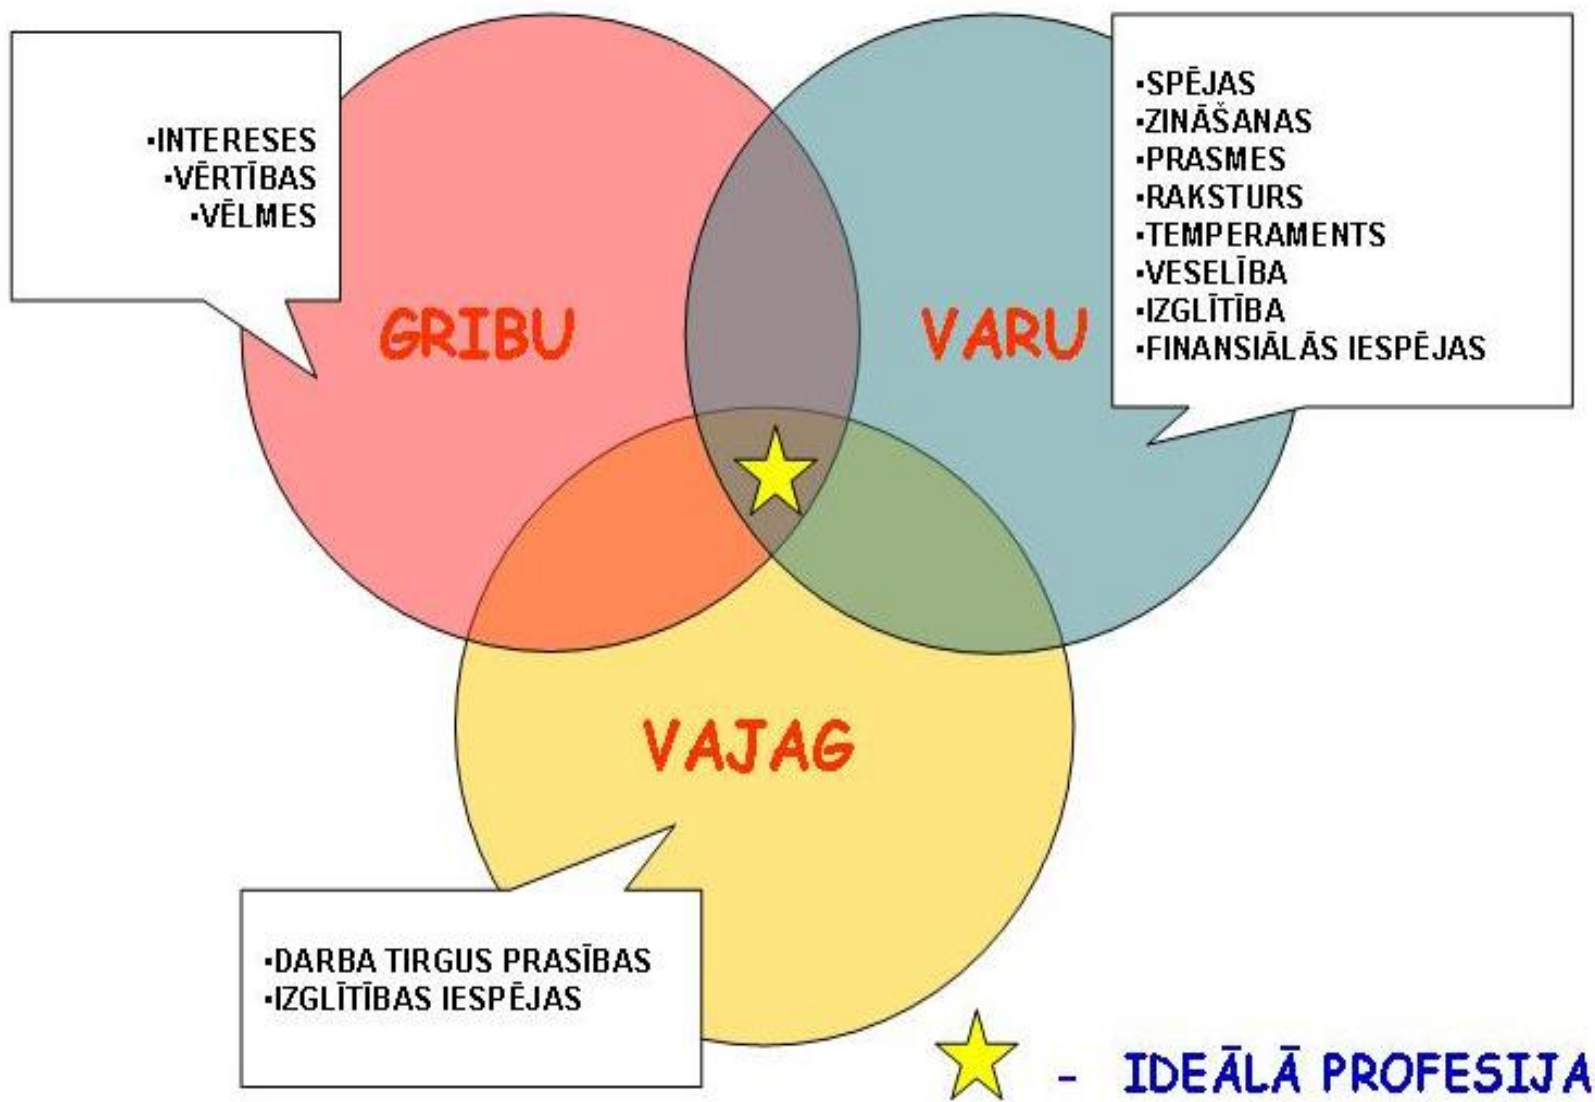 ▪INTERESES
▪VĒRTĪBAS
▪VĒLMES
▪SPĒJAS
▪ZINĀŠANAS
▪PRASMES
▪RAKSTURS
▪TEMPERAMENTS
▪VESELĪBA
▪IZGLĪTĪBA
▪FINANSIĀLĀS IESPĒJAS
GRIBU
VARU
VAJAG
▪DARBA TIRGUS PRASĪBAS
▪IZGLĪTĪBAS IESPĒJAS
- IDEĀLĀ PROFESIJA